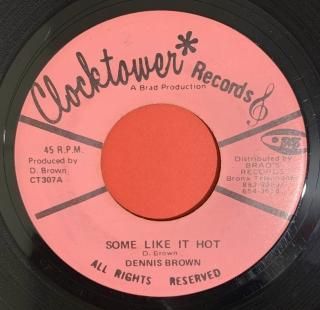 Clocktower* Records
A Brad Production
45 R.P.M.
Produced by
D. Brown
CT307A
Distributed by
BRAD'S
RECORDS
Bronx
SOME LIKE IT HOT
D. Brown
DENNIS BROWN
ALL RIGHTS RESERVED